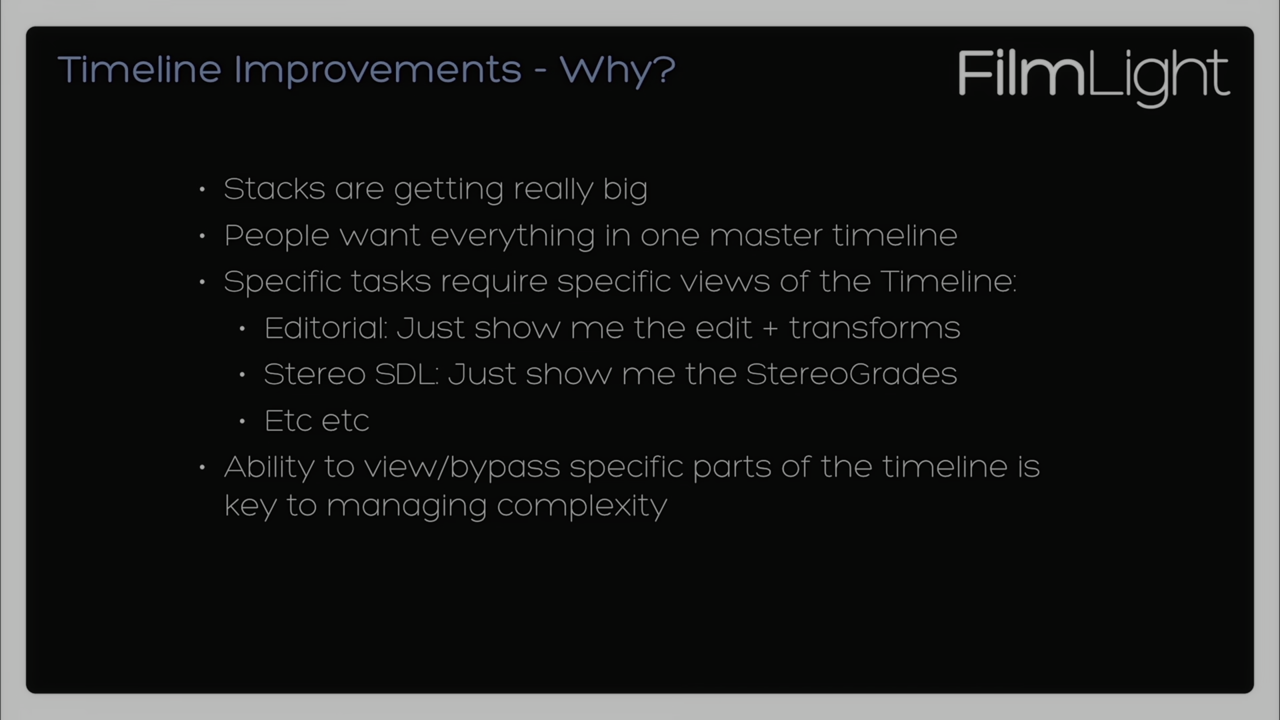 Timeline Improvements - Why?
FilmLight
• Stacks are getting really big
• People want everything in one master timeline
• Specific tasks require specific views of the Timeline:
• Editorial: Just show me the edit + transforms
• Stereo SDL: Just show me the StereoGrades
• Etc etc
• Ability to view/bypass specific parts of the timeline is
key to managing complexity